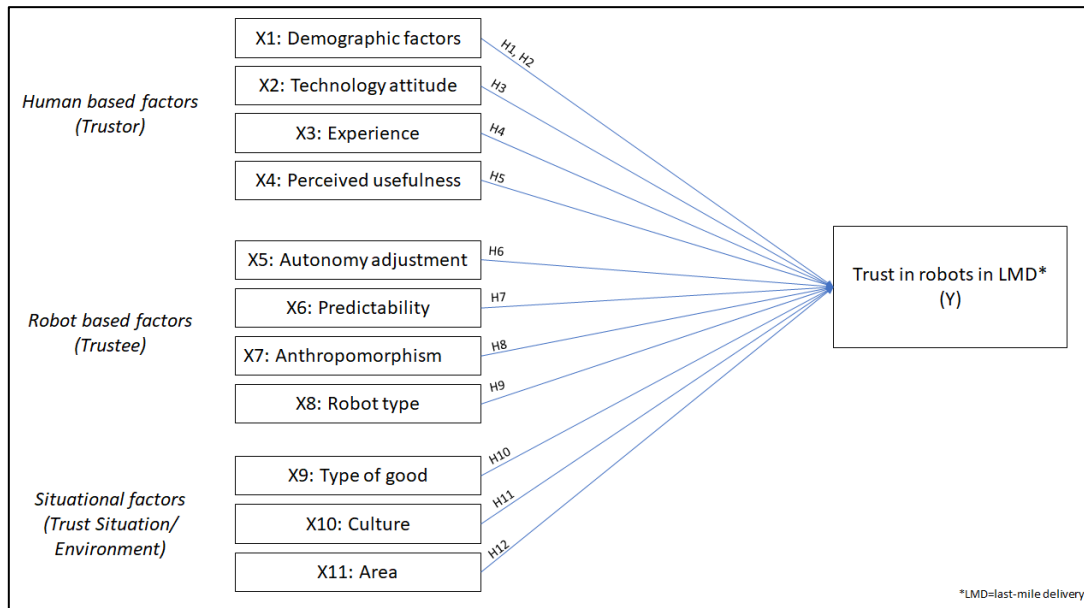 Human based factors
(Trustor)
X1: Demographic factors
H1, H2
X2: Technology attitude
H3
X3: Experience
H4
X4: Perceived usefulness
H5
Robot based factors
(Trustee)
X5: Autonomy adjustment
H6
X6: Predictability
H7
X7: Anthropomorphism
H8
X8: Robot type
H9
Situational factors
(Trust Situation/
Environment)
X9: Type of good
H10
X10: Culture
H11
X11: Area
H12
Trust in robots in LMD*
(Y)
*LMD=last-mile delivery